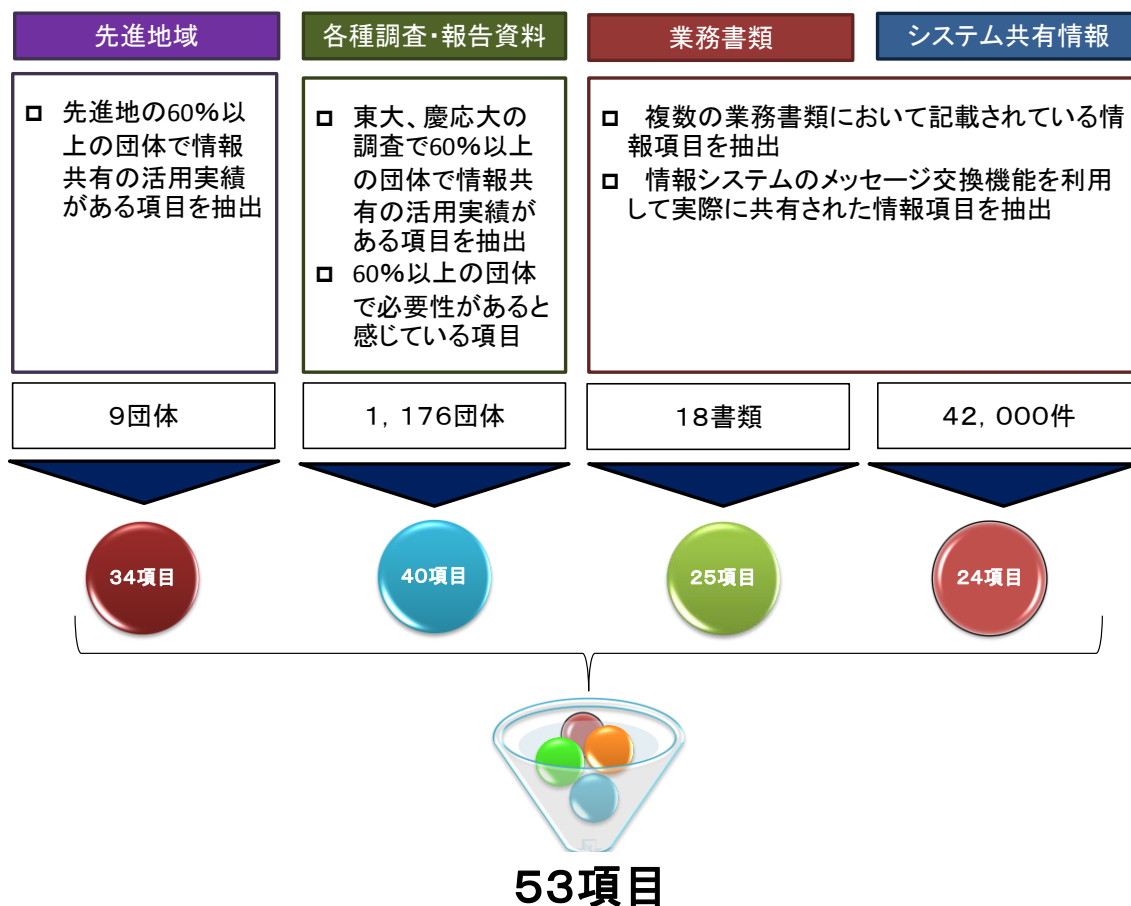 先進地域
各種調査・報告資料
業務書類
システム共有情報
□ 先進地の60%以
上の団体で情報
共有の活用実績
がある項目を抽出
□ 東大、慶応大の
調査で60%以上
の団体で情報共
有の活用実績が
ある項目を抽出
□ 60%以上の団体
で必要性があると
感じている項目
□ 複数の業務書類において記載されている情
報項目を抽出
□ 情報システムのメッセージ交換機能を利用
して実際に共有された情報項目を抽出
9団体
1,176団体
18書類
42,000件
34項目
40項目
25項目
24項目
53項目